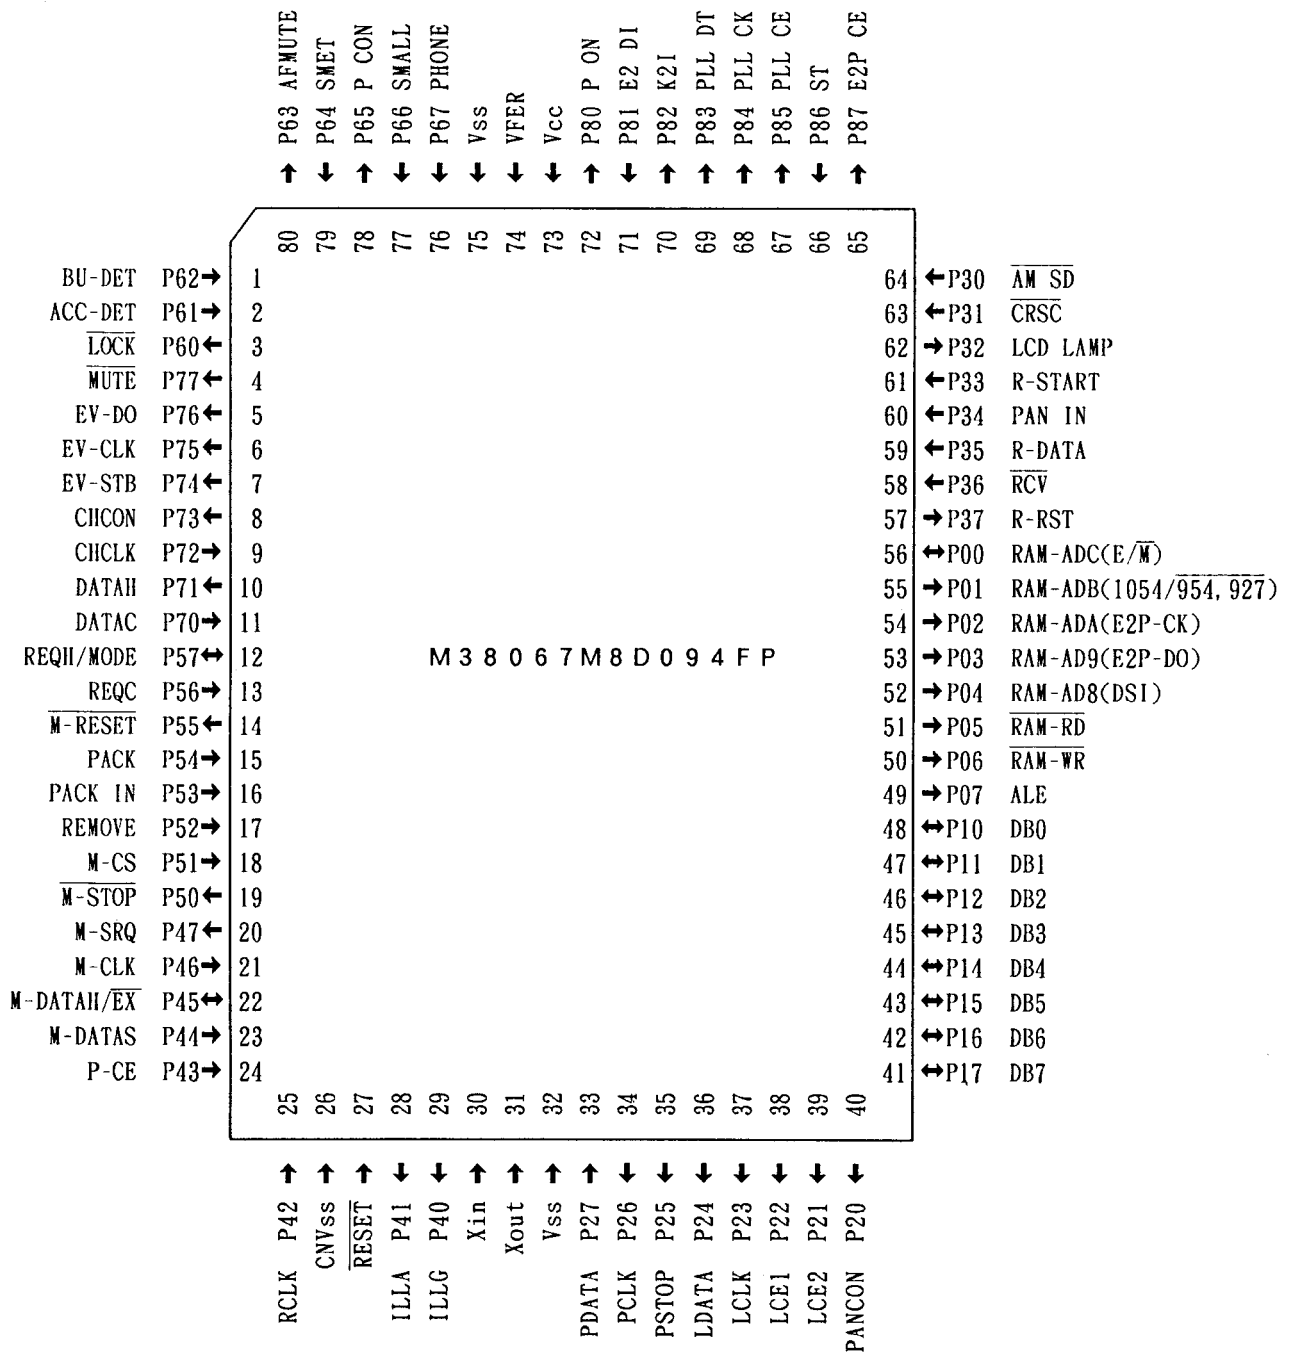 P63 AFMUTE
P64 SMET
P65 P CON
P66 SMALL
P67 PHONE
Vss
VFER
Vcc
P80 P ON
P81 E2 DI
P82 K2I
P83 PLL DT
P84 PLL CK
P85 PLL CE
P86 ST
P87 E2P CE
80 79 78 77 76 75 74 73 72 71 70 69 68 67 66 65
BU-DET P62→ 1
ACC-DET P61→ 2
LOCK P60← 3
MUTE P77← 4
EV-DO P76← 5
EV-CLK P75← 6
EV-STB P74← 7
CHCON P73← 8
CHCLK P72→ 9
DATAH P71← 10
DATAC P70→ 11
REQH/MODE P57↔ 12
REQC P56→ 13
M-RESET P55← 14
PACK P54→ 15
PACK IN P53→ 16
REMOVE P52→ 17
M-CS P51→ 18
M-STOP P50← 19
M-SRQ P47← 20
M-CLK P46→ 21
M-DATAH/EX P45↔ 22
M-DATAS P44→ 23
P-CE P43→ 24
M38067M8D094FP
64 ←P30 AM SD
63 ←P31 CRSC
62 →P32 LCD LAMP
61 ←P33 R-START
60 ←P34 PAN IN
59 ←P35 R-DATA
58 ←P36 RCV
57 →P37 R-RST
56 ↔P00 RAM-ADC(E/M)
55 →P01 RAM-ADB(1054/954,927)
54 →P02 RAM-ADA(E2P-CK)
53 →P03 RAM-AD9(E2P-DO)
52 →P04 RAM-AD8(DSI)
51 →P05 RAM-RD
50 →P06 RAM-WR
49 →P07 ALE
48 ↔P10 DB0
47 ↔P11 DB1
46 ↔P12 DB2
45 ↔P13 DB3
44 ↔P14 DB4
43 ↔P15 DB5
42 ↔P16 DB6
41 ↔P17 DB7
25 26 27 28 29 30 31 32 33 34 35 36 37 38 39 40
RCLK P42
CNVss
RESET
ILLA P41
ILLG P40
Xin
Xout
Vss
PDATA P27
PCLK P26
PSTOP P25
LDATA P24
LCLK P23
LCE1 P22
LCE2 P21
PANCON P20